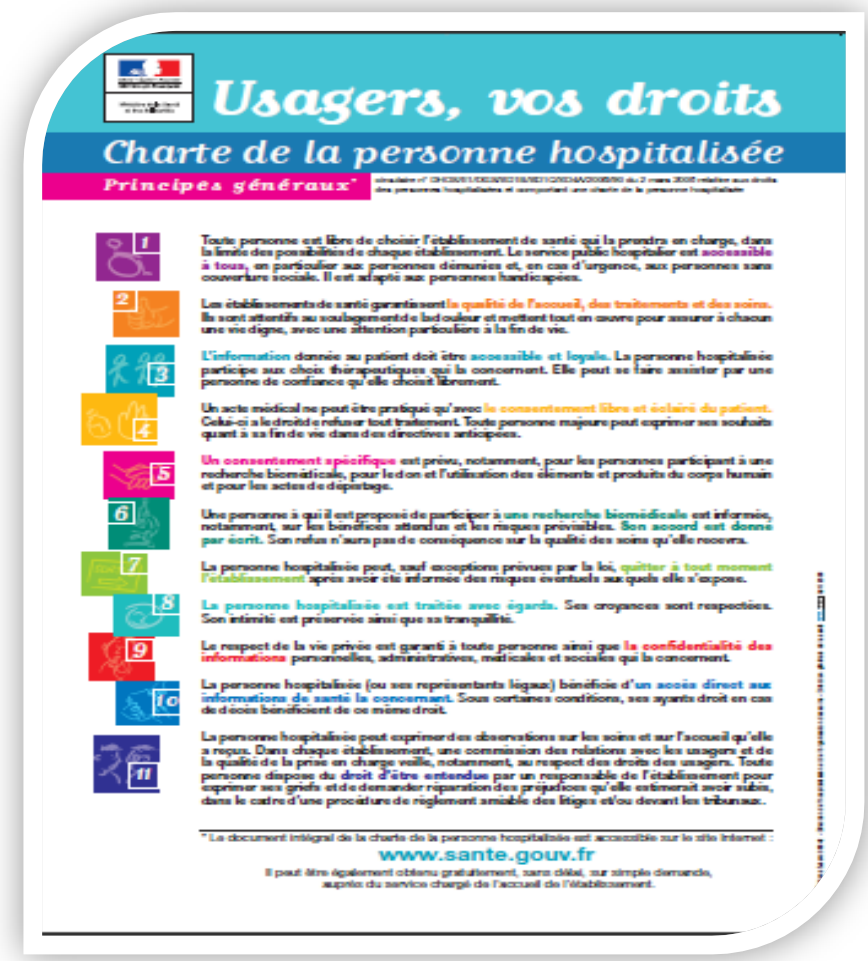 Usagers, vos droits
Charte de la personne hospitalisée
Principes généraux*
des personnes hospitalisées et comportant une charte de la personne hospitalisée
1
Toute personne est libre de choisir l'établissement de santé qui la prendra en charge, dans
la limite des possibilités de chaque établissement. Le service public hospitalier est accessible
à tous, en particulier aux personnes démunies et, en cas d'urgence, aux personnes sans
couverture sociale. Il est adapté aux personnes handicapées.
2
Les établissements de santé garantissent la qualité de l'accueil, des traitements et des soins.
Ils sont attentifs au soulagement de la douleur et mettent tout en œuvre pour assurer à chacun
une vie digne, avec une attention particulière à la fin de vie.
3
L'information donnée au patient doit être accessible et loyale. La personne hospitalisée
participe aux choix thérapeutiques qui la concernent. Elle peut se faire assister par une
personne de confiance qu'elle choisit librement.
4
Un acte médical ne peut être pratiqué qu'avec le consentement libre et éclairé du patient.
Celui-ci a le droit de refuser tout traitement. Toute personne majeure peut exprimer ses souhaits
quant à sa fin de vie dans des directives anticipées.
5
Un consentement spécifique est prévu, notamment, pour les personnes participant à une
recherche biomédicale, pour le don et l'utilisation des éléments et produits du corps humain
et pour les actes de dépistage.
6
Une personne à qui il est proposé de participer à une recherche biomédicale est informée,
notamment, sur les bénéfices attendus et les risques prévisibles. Son accord est donné
par écrit. Son refus n'aura pas de conséquence sur la qualité des soins qu'elle recevra.
7
La personne hospitalisée peut, sauf exceptions prévues par la loi, quitter à tout moment
l'établissement après avoir été informée des risques éventuels auxquels elle s'expose.
8
La personne hospitalisée est traitée avec égards. Ses croyances sont respectées.
Son intimité est préservée ainsi que sa tranquillité.
9
Le respect de la vie privée est garanti à toute personne ainsi que la confidentialité des
informations personnelles, administratives, médicales et sociales qui la concernent.
10
La personne hospitalisée (ou ses représentants légaux) bénéficie d'un accès direct aux
informations de santé la concernant. Sous certaines conditions, ses ayants droit en cas
de décès bénéficient de ce même droit.
11
La personne hospitalisée peut exprimer des observations sur les soins et sur l'accueil qu'elle
a reçus. Dans chaque établissement, une commission des relations avec les usagers et de
la qualité de la prise en charge veille, notamment, au respect des droits des usagers. Toute
personne dispose du droit d'être entendue par un responsable de l'établissement pour
exprimer ses griefs et de demander réparation des préjudices qu'elle estimerait avoir subis,
dans le cadre d'une procédure de règlement amiable des litiges et/ou devant les tribunaux.
* Le document intégral de la charte de la personne hospitalisée est accessible sur le site Internet :
www.sante.gouv.fr
Il peut être également obtenu gratuitement, sans délai, sur simple demande,
auprès du service chargé de l'accueil de l'établissement.